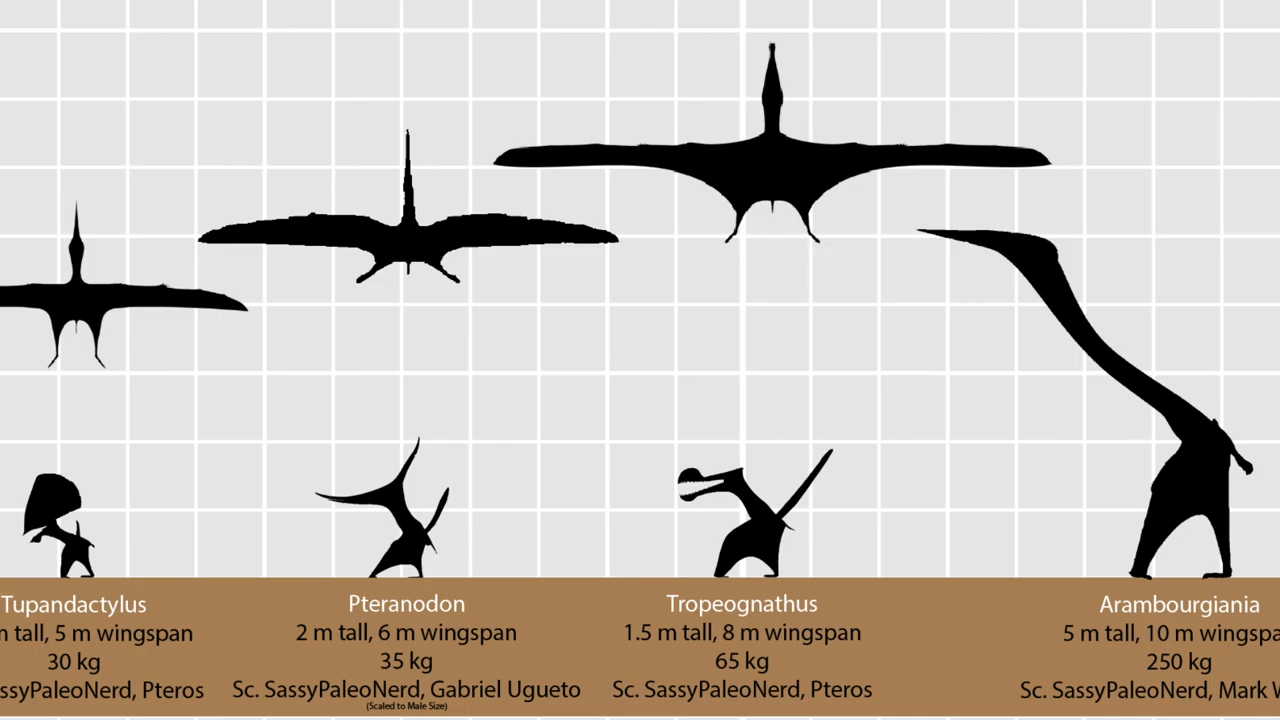 Tupandactylus
m tall, 5 m wingspan
30 kg
ssyPaleoNerd, Pteros
Pteranodon
2 m tall, 6 m wingspan
35 kg
Sc. SassyPaleoNerd, Gabriel Ugueto
(Scaled to Male Size)
Tropeognathus
1.5 m tall, 8 m wingspan
65 kg
Sc. SassyPaleoNerd, Pteros
Arambourgiania
5 m tall, 10 m wingspa
250 kg
Sc. SassyPaleoNerd, Mark W